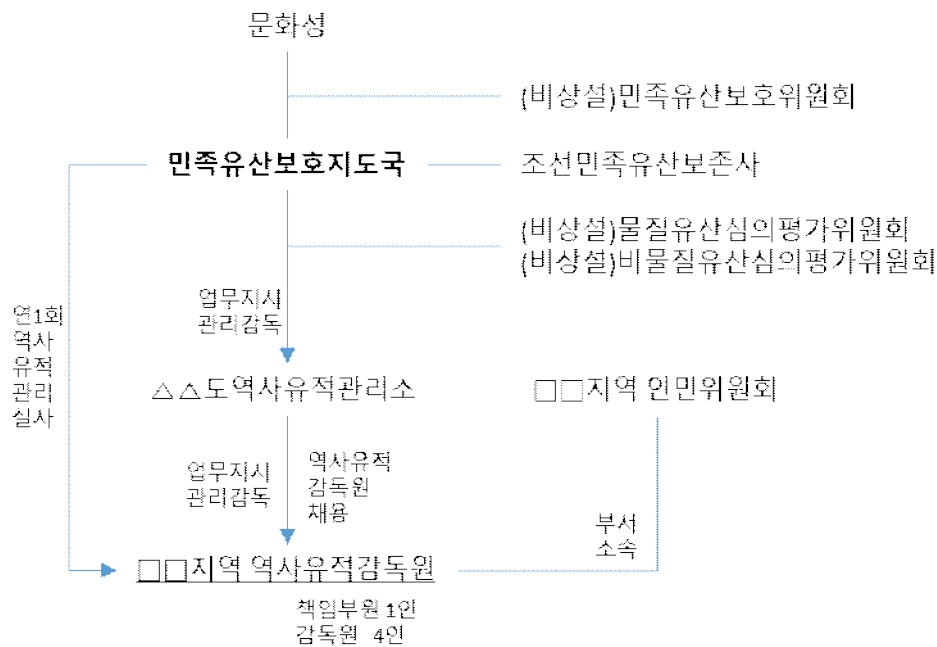 문화성
(비상설)민족유산보호위원회
민족유산보호지도국
조선민족유산보존사
(비상설)물질유산심의평가위원회
(비상설)비물질유산심의평가위원회
연1회
역사
유적
관리
실사
업무지시
관리감독
△△도역사유적관리소
□□지역 인민위원회
업무지시
관리감독
역사유적
감독원
채용
부서
소속
□□지역 역사유적감독원
책임부원 1인
감독원 4인